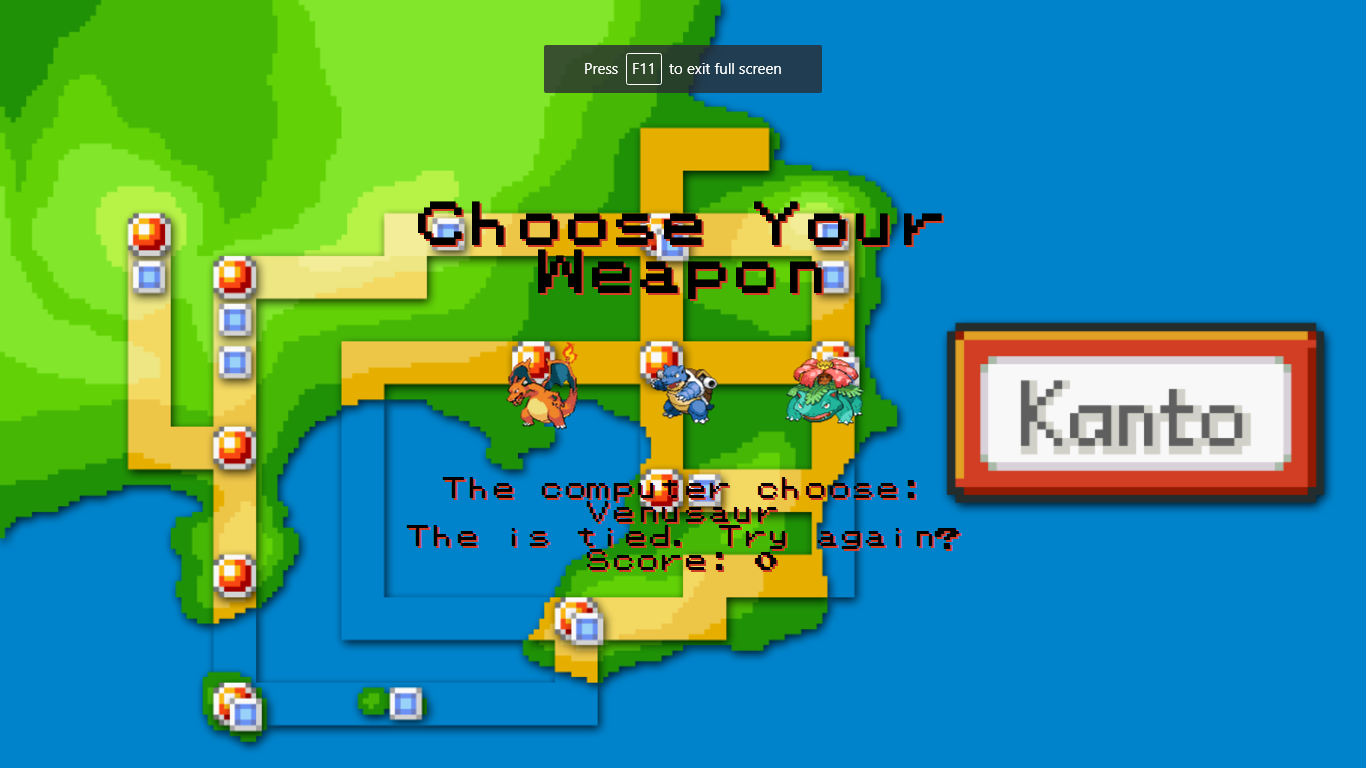 Press F11 to exit full screen
Choose Your
Weapon
Kanto
The computer choose:
Venusaur
The is tied. Try again?
Score: 0